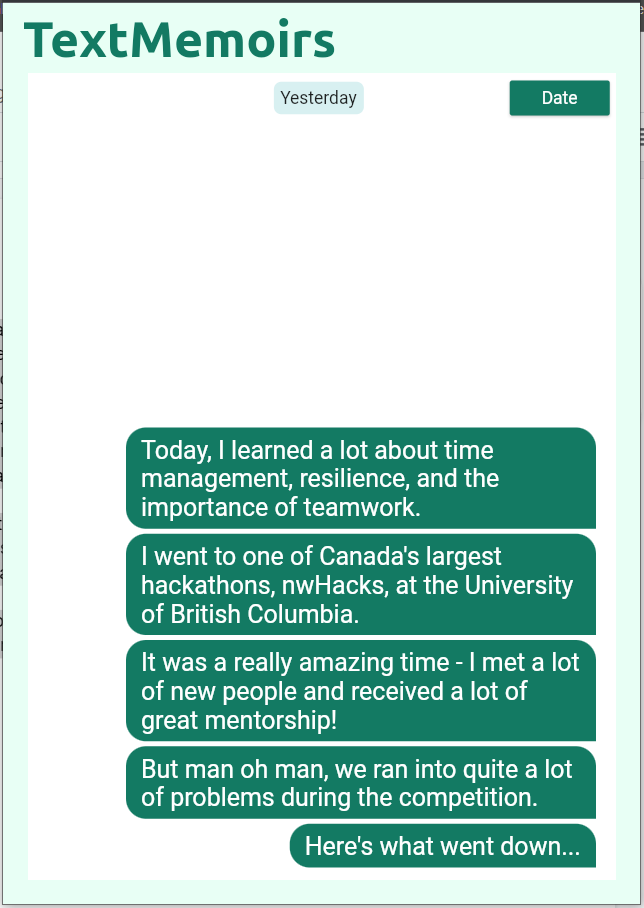 TextMemoirs
Yesterday
Date
Today, I learned a lot about time
management, resilience, and the
importance of teamwork.
I went to one of Canada's largest
hackathons, nwHacks, at the University
of British Columbia.
It was a really amazing time - I met a lot
of new people and received a lot of
great mentorship!
But man oh man, we ran into quite a lot
of problems during the competition.
Here's what went down...